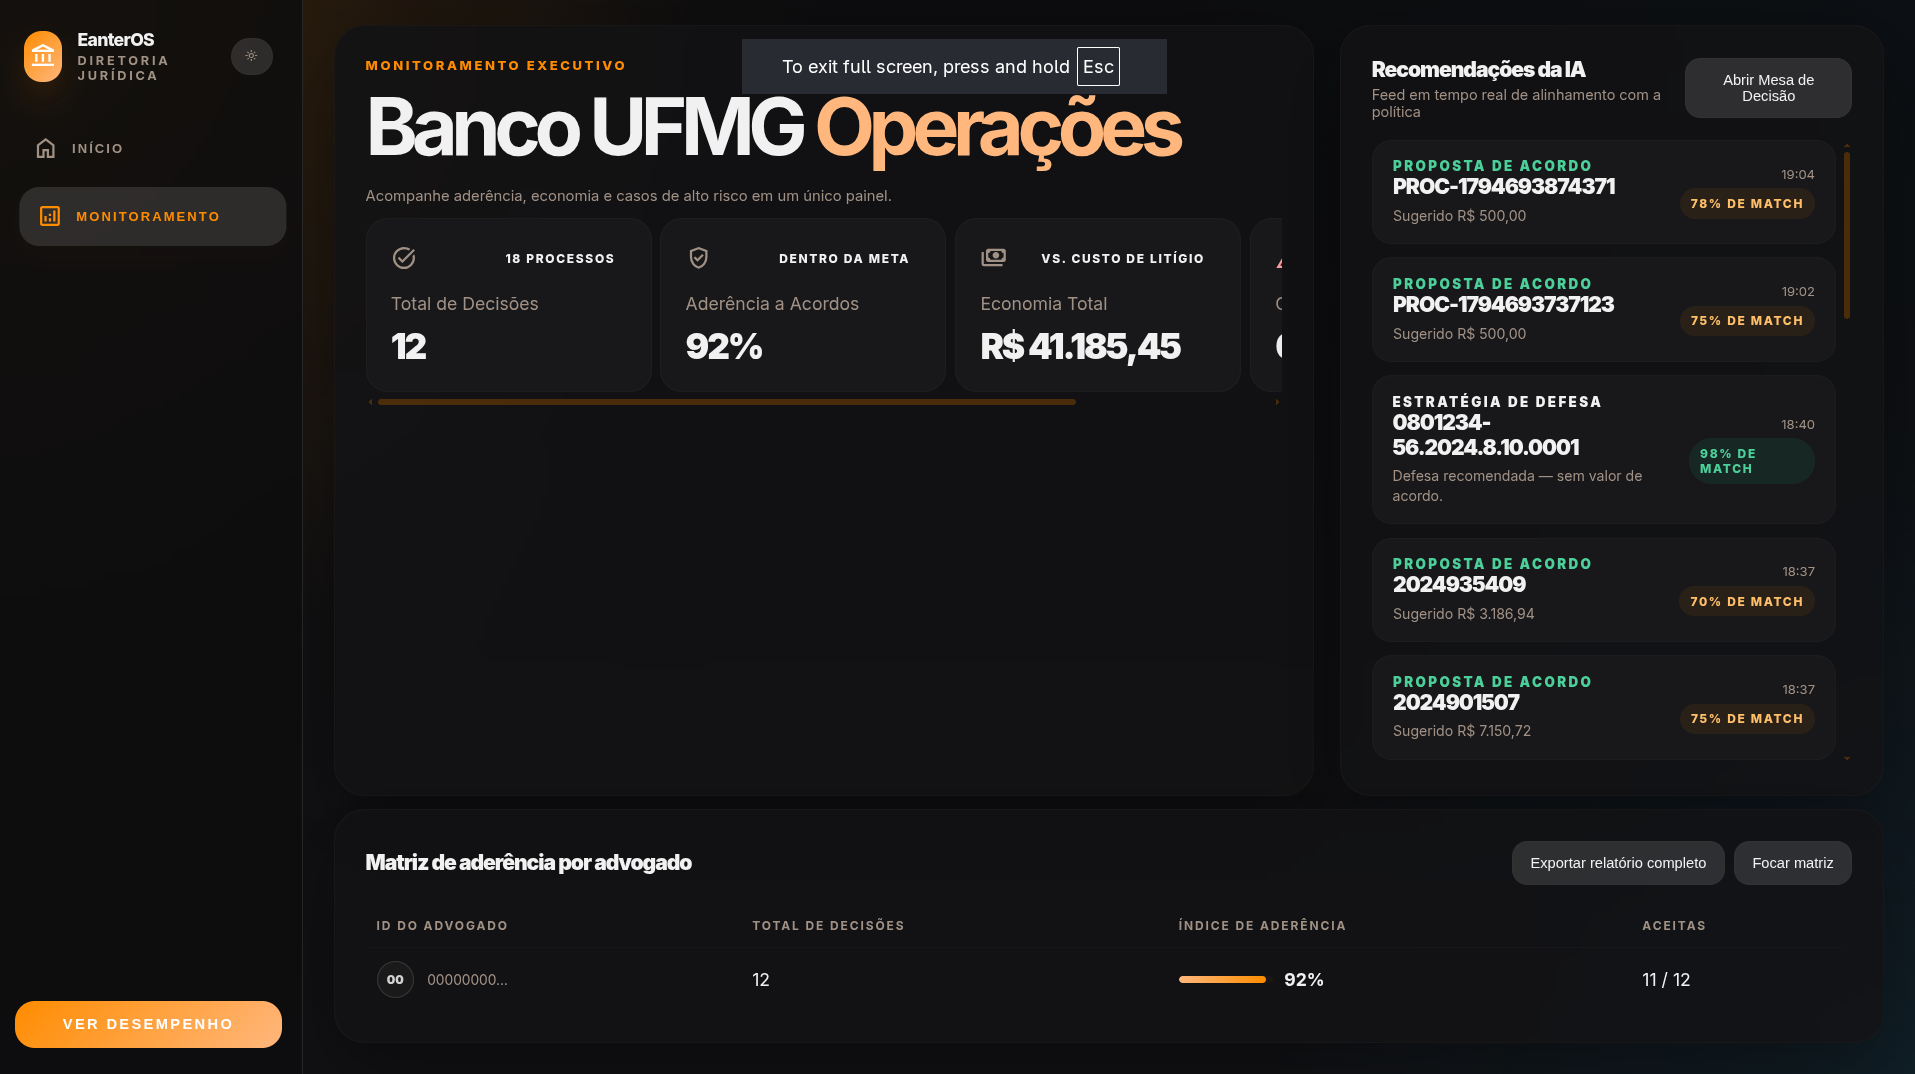 EanterOS
DIRETORIA
JURÍDICA
INÍCIO
MONITORAMENTO
VER DESEMPENHO
MONITORAMENTO EXECUTIVO
To exit full screen, press and hold Esc
Banco UFMG Operações
Acompanhe aderência, economia e casos de alto risco em um único painel.
18 PROCESSOS
Total de Decisões
12
DENTRO DA META
Aderência a Acordos
92%
VS. CUSTO DE LITÍGIO
Economia Total
R$ 41.185,45
Recomendações da IA
Feed em tempo real de alinhamento com a
política
Abrir Mesa de
Decisão
PROPOSTA DE ACORDO
PROC-1794693874371
Sugerido R$ 500,00
19:04
78% DE MATCH
PROPOSTA DE ACORDO
PROC-1794693737123
Sugerido R$ 500,00
19:02
75% DE MATCH
ESTRATÉGIA DE DEFESA
0801234-
56.2024.8.10.0001
Defesa recomendada — sem valor de
acordo.
18:40
98% DE
MATCH
PROPOSTA DE ACORDO
2024935409
Sugerido R$ 3.186,94
18:37
70% DE MATCH
PROPOSTA DE ACORDO
2024901507
Sugerido R$ 7.150,72
18:37
75% DE MATCH
Matriz de aderência por advogado
Exportar relatório completo
Focar matriz
ID DO ADVOGADO TOTAL DE DECISÕES ÍNDICE DE ADERÊNCIA ACEITAS
00 00000000... 12 92% 11 / 12